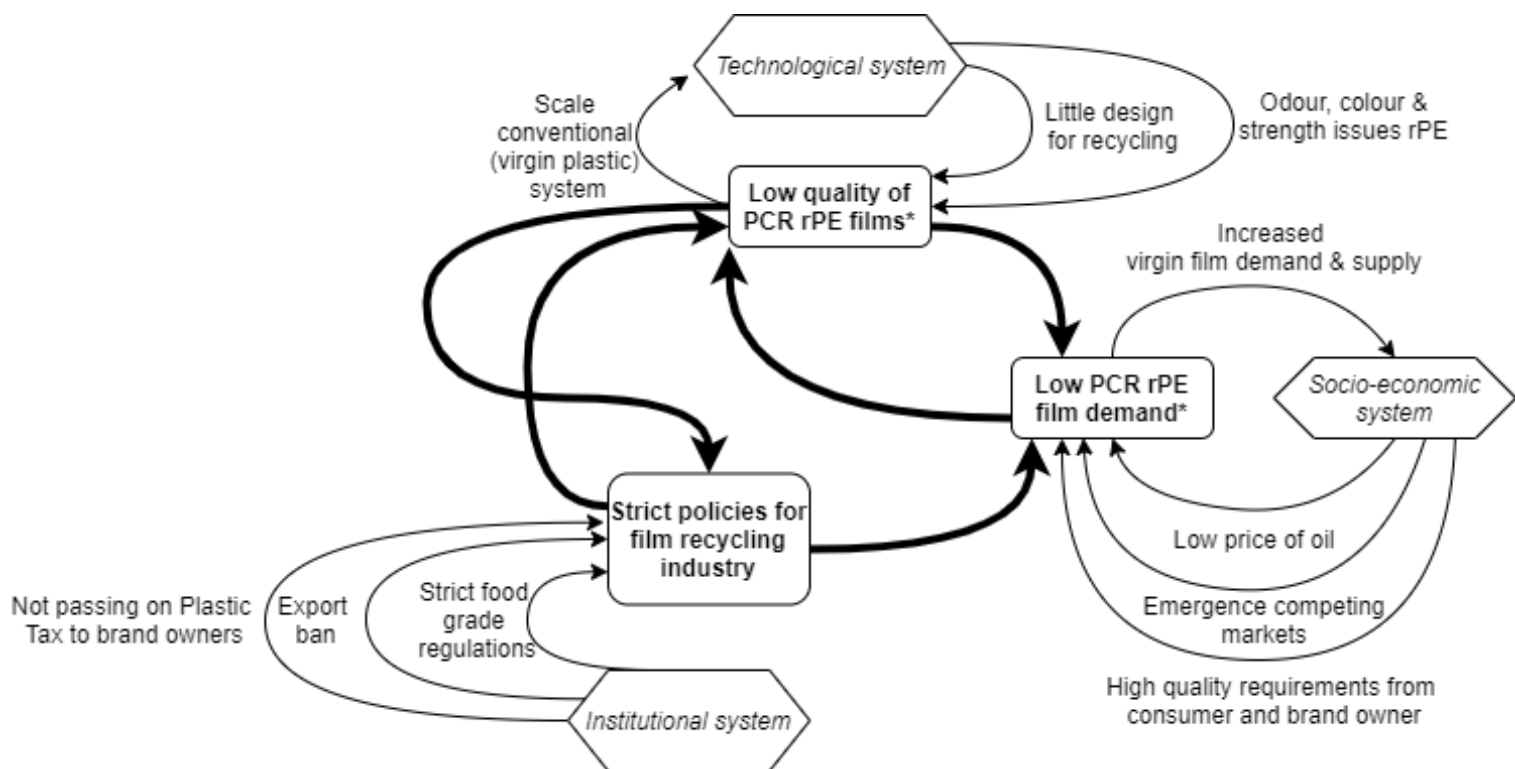 Technological system
Scale
conventional
(virgin plastic)
system
Little design
for recycling
Odour, colour &
strength issues rPE
Low quality of
PCR rPE films*
Increased
virgin film demand & supply
Low PCR rPE
film demand*
Socio-economic
system
Strict policies for
film recycling
industry
Low price of oil
Emergence competing
markets
High quality requirements from
consumer and brand owner
Not passing on Plastic
Tax to brand owners
Export
ban
Strict food
grade
regulations
Institutional system